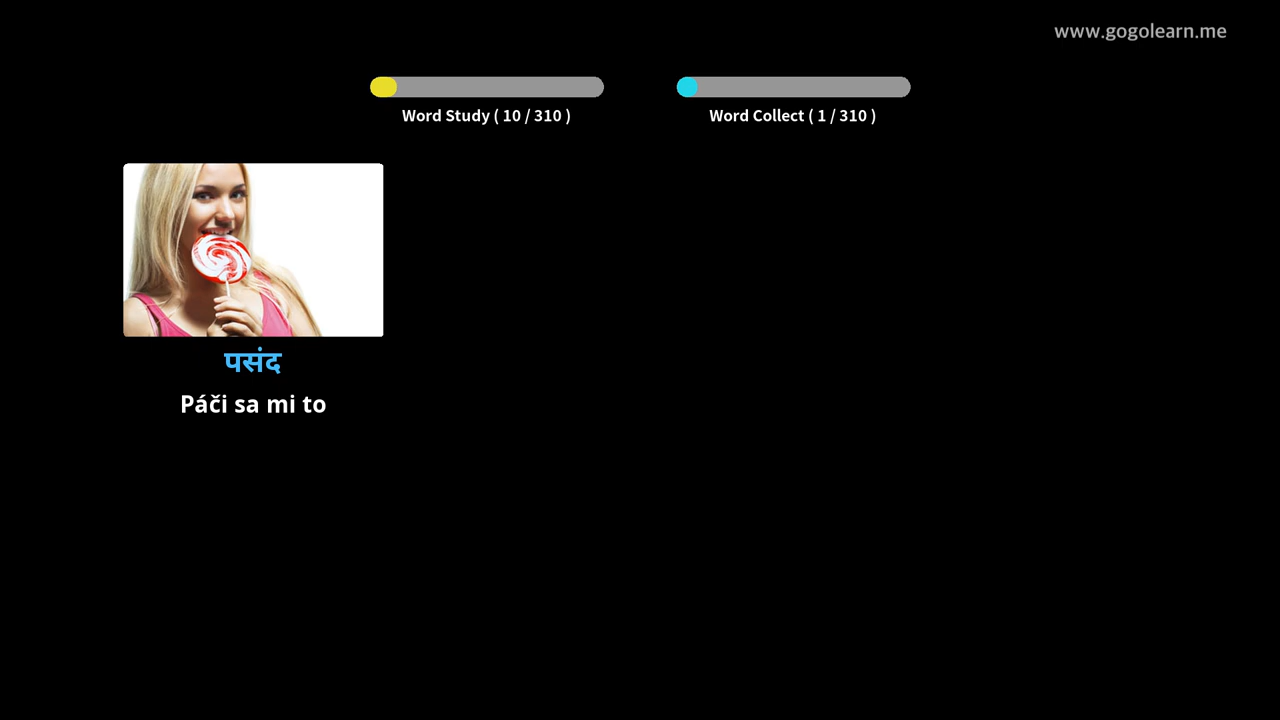 www.gogolearn.me
Word Study ( 10 / 310 )
Word Collect ( 1 / 310 )
पसंद
Páči sa mi to